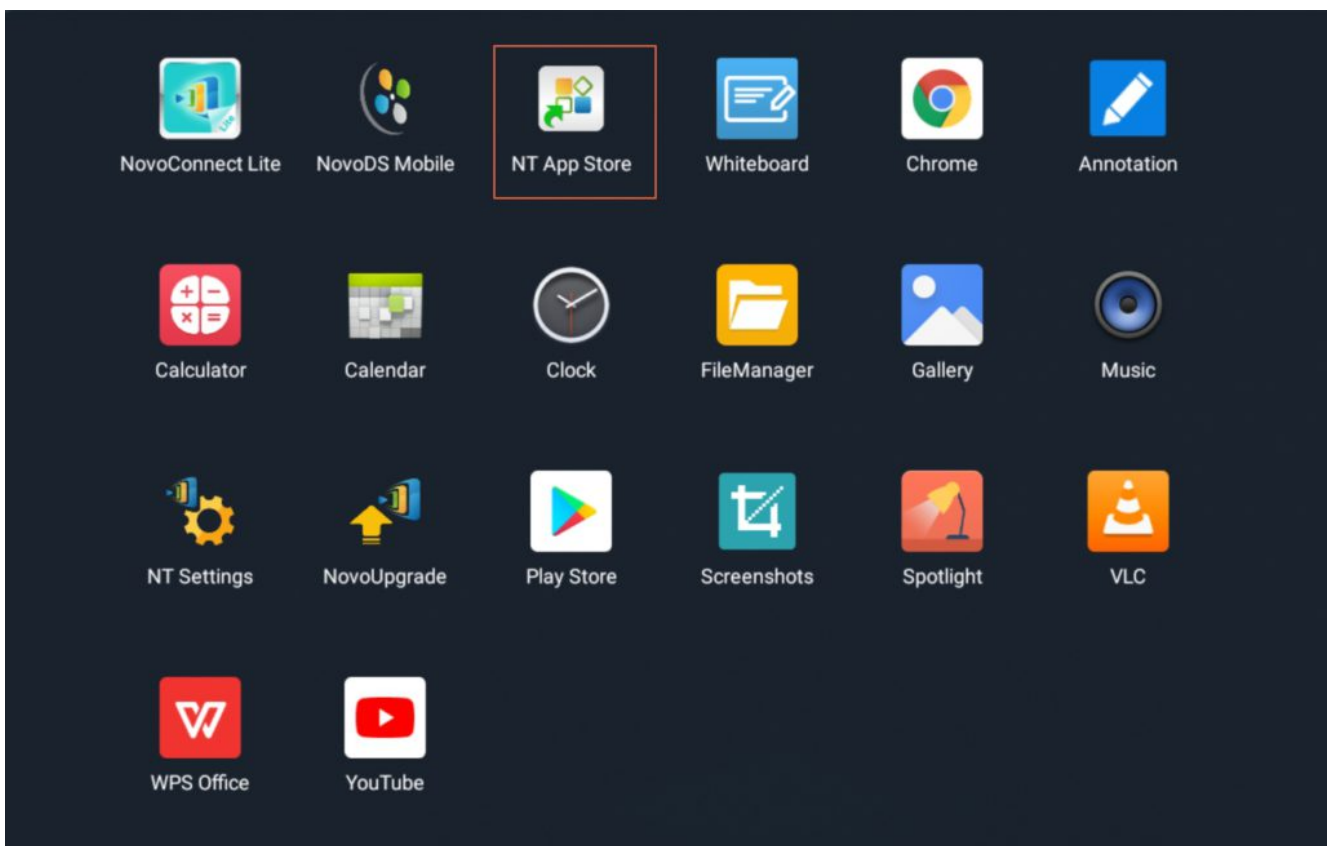 NovoConnect Lite
NovoDS Mobile
NT App Store
Whiteboard
Chrome
Annotation
Calculator
Calendar
Clock
FileManager
Gallery
Music
NT Settings
NovoUpgrade
Play Store
Screenshots
Spotlight
VLC
WPS Office
YouTube